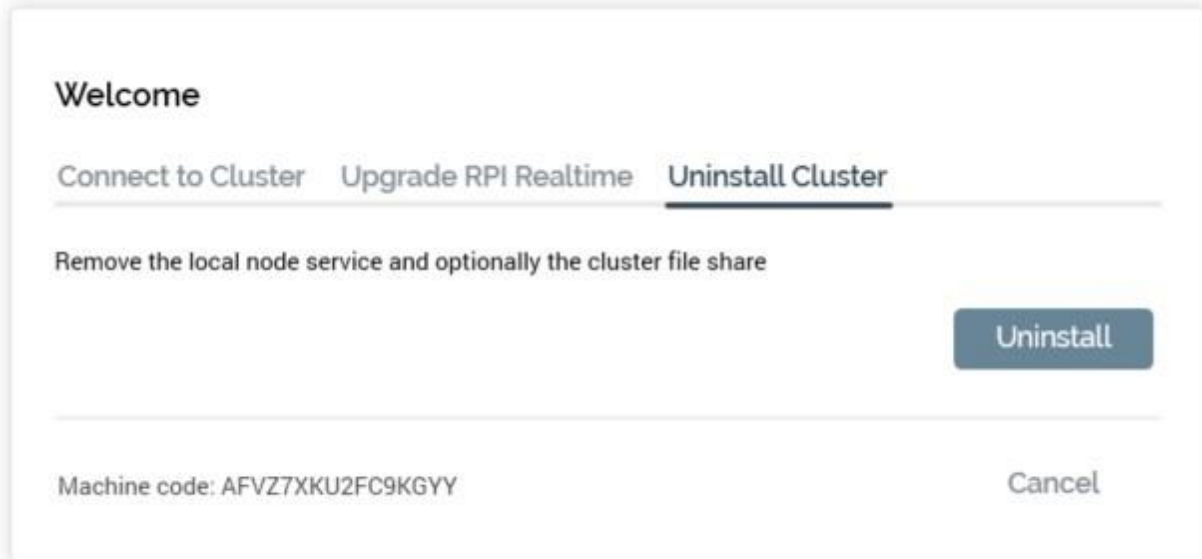 Welcome
Connect to Cluster Upgrade RPI Realtime Uninstall Cluster
Remove the local node service and optionally the cluster file share
Uninstall
Machine code: AFVZ7XKU2FC9KGYY
Cancel